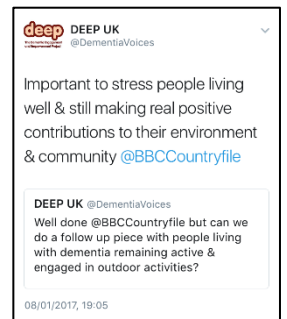 deep
DEEP UK
@DementiaVoices
Important to stress people living
well & still making real positive
contributions to their environment
& community @BBCCountryfile
DEEP UK @DementiaVoices
Well done @BBCCountryfile but can we
do a follow up piece with people living
with dementia remaining active &
engaged in outdoor activities?
08/01/2017, 19:05